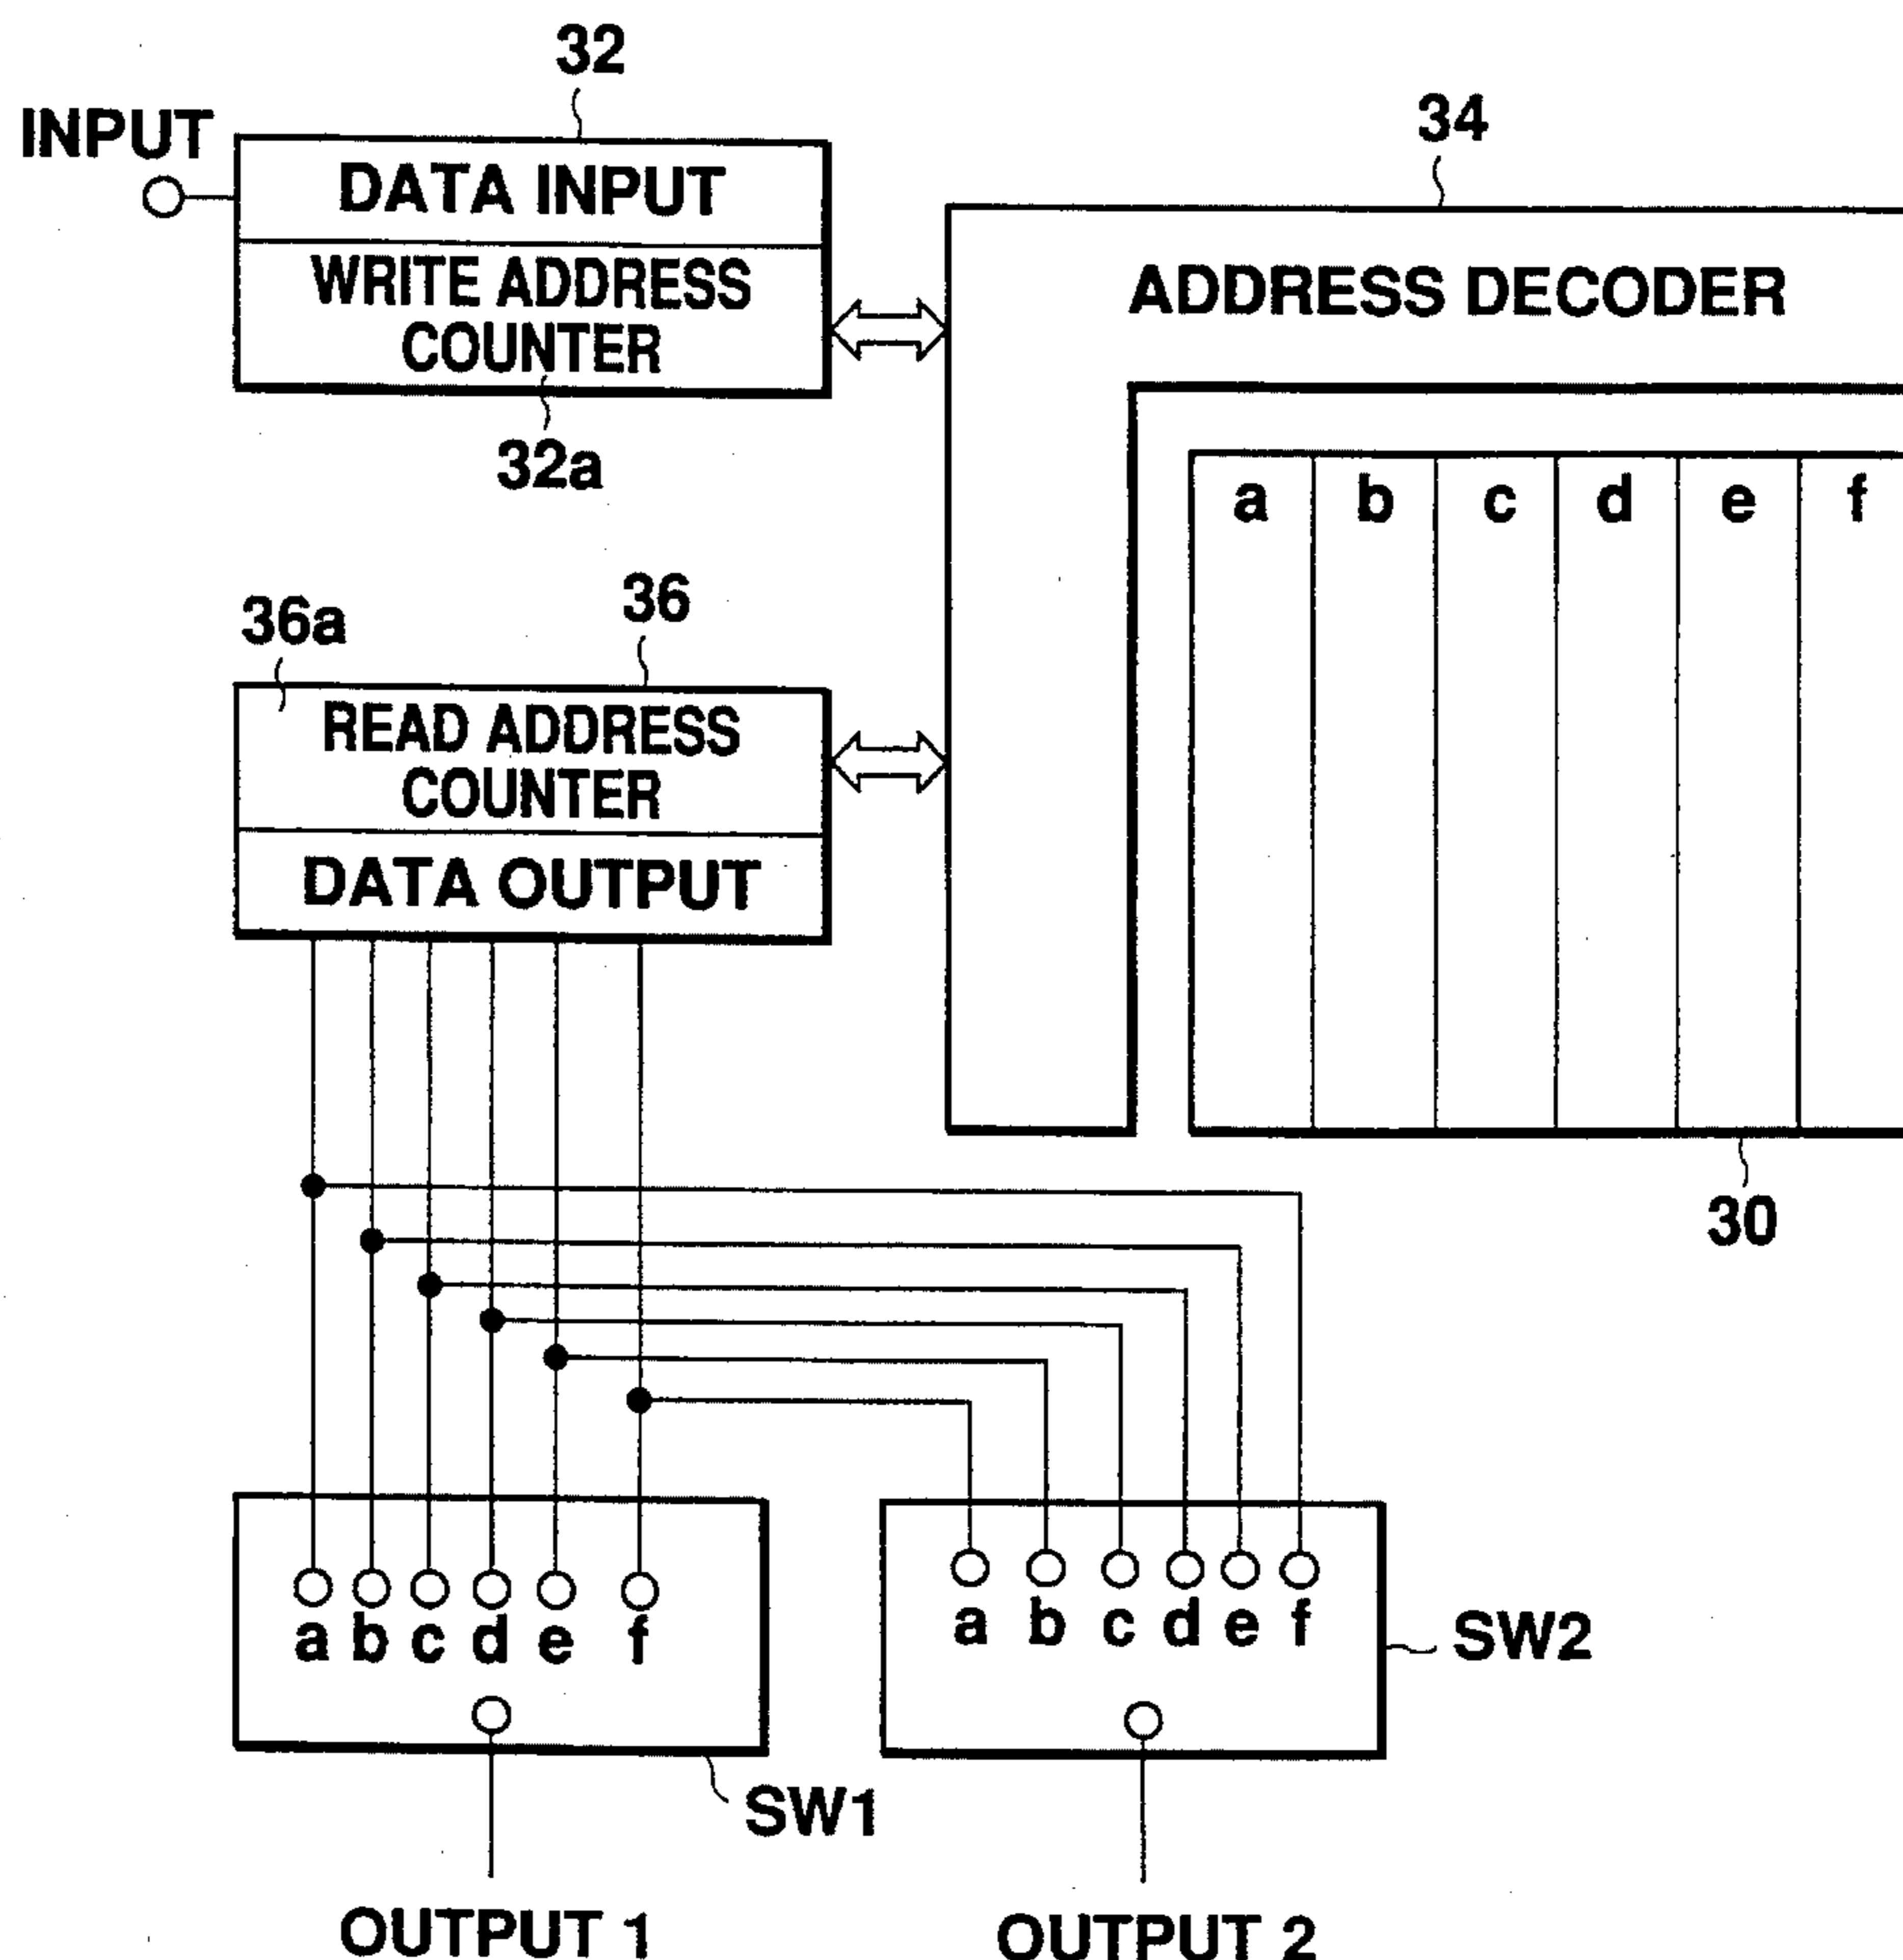 32
INPUT
DATA INPUT
WRITE ADDRESS
COUNTER
32a
34
ADDRESS DECODER
a b c d e f
30
36a
36
READ ADDRESS
COUNTER
DATA OUTPUT
a b c d e f
SW1
OUTPUT 1
a b c d e f
SW2
OUTPUT 2